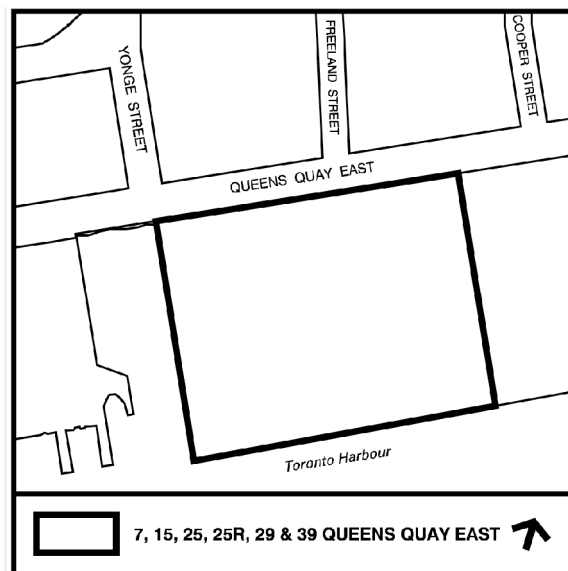 YONGE STREET
FREELAND STREET
COOPER STREET
QUEENS QUAY EAST
Toronto Harbour
7, 15, 25, 25R, 29 & 39 QUEENS QUAY EAST